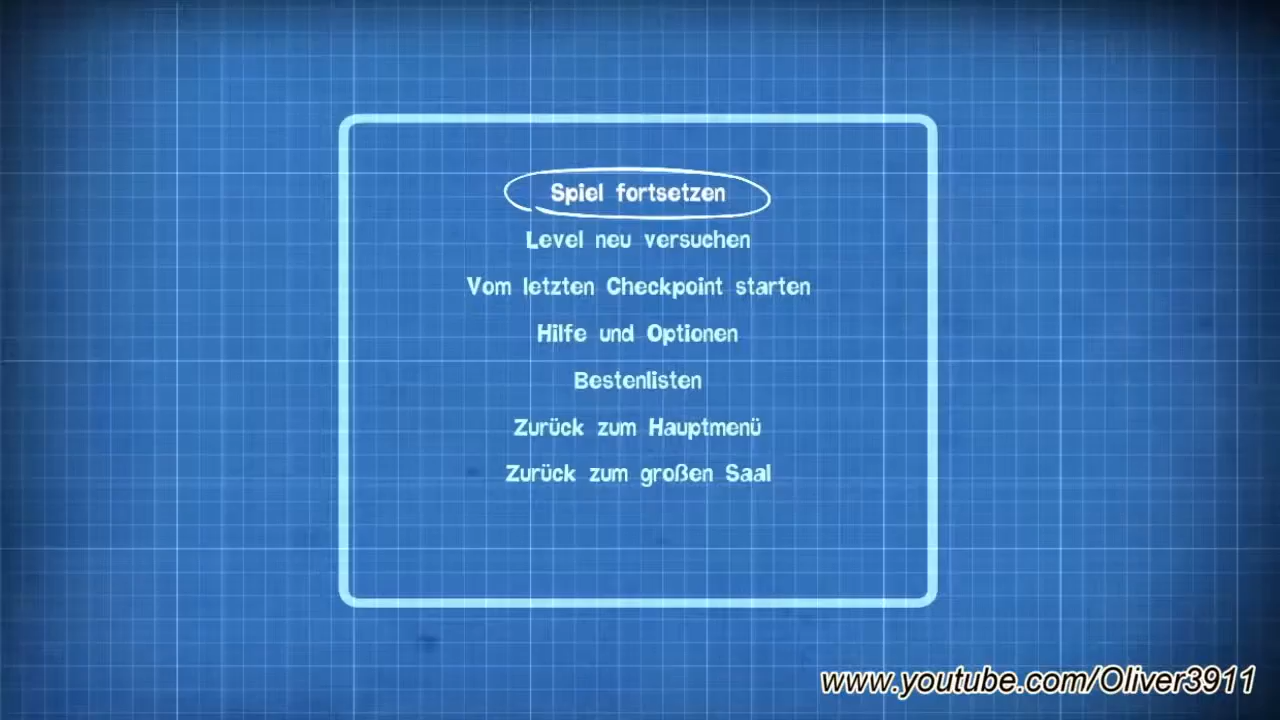 Spiel fortsetzen
Level neu versuchen
Vom letzten Checkpoint starten
Hilfe und Optionen
Bestenlisten
Zurück zum Hauptmenü
Zurück zum großen Saal
www.youtube.com/Oliver3911